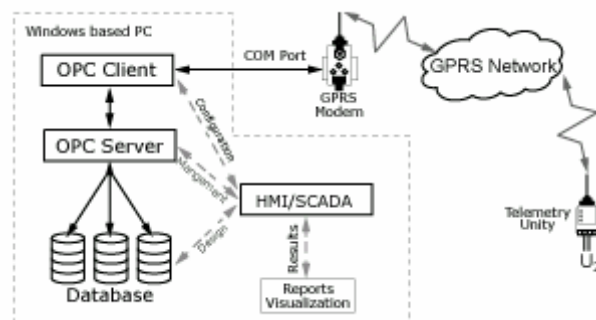 Windows based PC
OPC Client
COM Port
GPRS
Modem
GPRS Network
Configuration
OPC Server
Mangement
HMI/SCADA
Design
Telemetry
Unity
U
Results
Database
Reports
Visualization